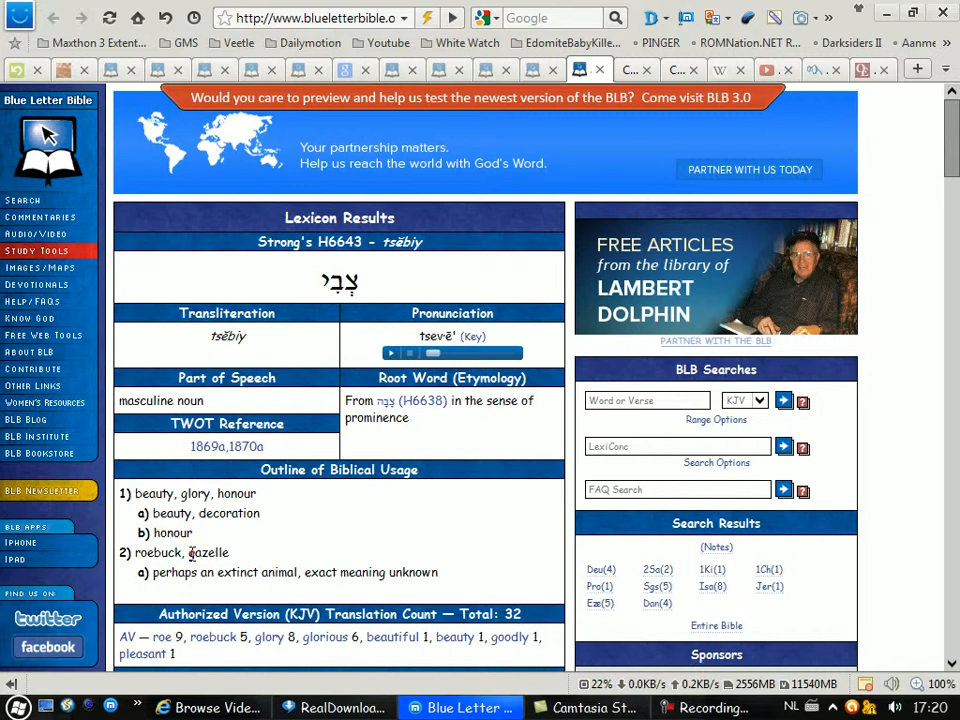 http://www.blueletterbible.o
Google
Maxthon 3 Extent...
GMS
Veetle
Dailymotion
Youtube
White Watch
EdomiteBabyKille...
PINGER
ROMNation.NET R...
Darksiders II
Aanme
C...
C...
W
Blue Letter Bible
Would you care to preview and help us test the newest version of the BLB? Come visit BLB 3.0
Your partnership matters.
Help us reach the world with God's Word.
PARTNER WITH US TODAY
SEARCH
COMMENTARIES
AUDIO/VIDEO
STUDY TOOLS
IMAGES/MAPS
DEVOTIONALS
HELP/FAQS
KNOW GOD
FREE WEB TOOLS
ABOUT BLB
CONTRIBUTE
OTHER LINKS
WOMEN'S RESOURCES
BLB BLOG
BLB INSTITUTE
BLB BOOKSTORE
BLB NEWSLETTER
BLB APPS
IPHONE
IPAD
FIND US ON:
twitter
facebook
Lexicon Results
Strong's H6643 - tsĕbiy
צְבִי
Transliteration
Pronunciation
tsĕbiy
tsev·ē' (Key)
Part of Speech
Root Word (Etymology)
masculine noun
From צָבָה (H6638) in the sense of
prominence
TWOT Reference
1869a,1870a
Outline of Biblical Usage
1) beauty, glory, honour
a) beauty, decoration
b) honour
2) roebuck, gazelle
a) perhaps an extinct animal, exact meaning unknown
Authorized Version (KJV) Translation Count — Total: 32
AV — roe 9, roebuck 5, glory 8, glorious 6, beautiful 1, beauty 1, goodly 1,
pleasant 1
FREE ARTICLES
from the library of
LAMBERT
DOLPHIN
PARTNER WITH THE BLB
BLB Searches
Word or Verse
KJV
Range Options
LexiConc
Search Options
FAQ Search
Search Results
(Notes)
Deu(4) 2Sa(2) 1Ki(1) 1Ch(1)
Pro(1) Sgs(5) Isa(8) Jer(1)
Eze(5) Dan(4)
Entire Bible
Sponsors
22% 0.0KB/s 0.2KB/s 2556MB 11540MB 100%
Browse Vide...
RealDownloa...
Blue Letter ...
Camtasia St...
Recording...
NL
17:20